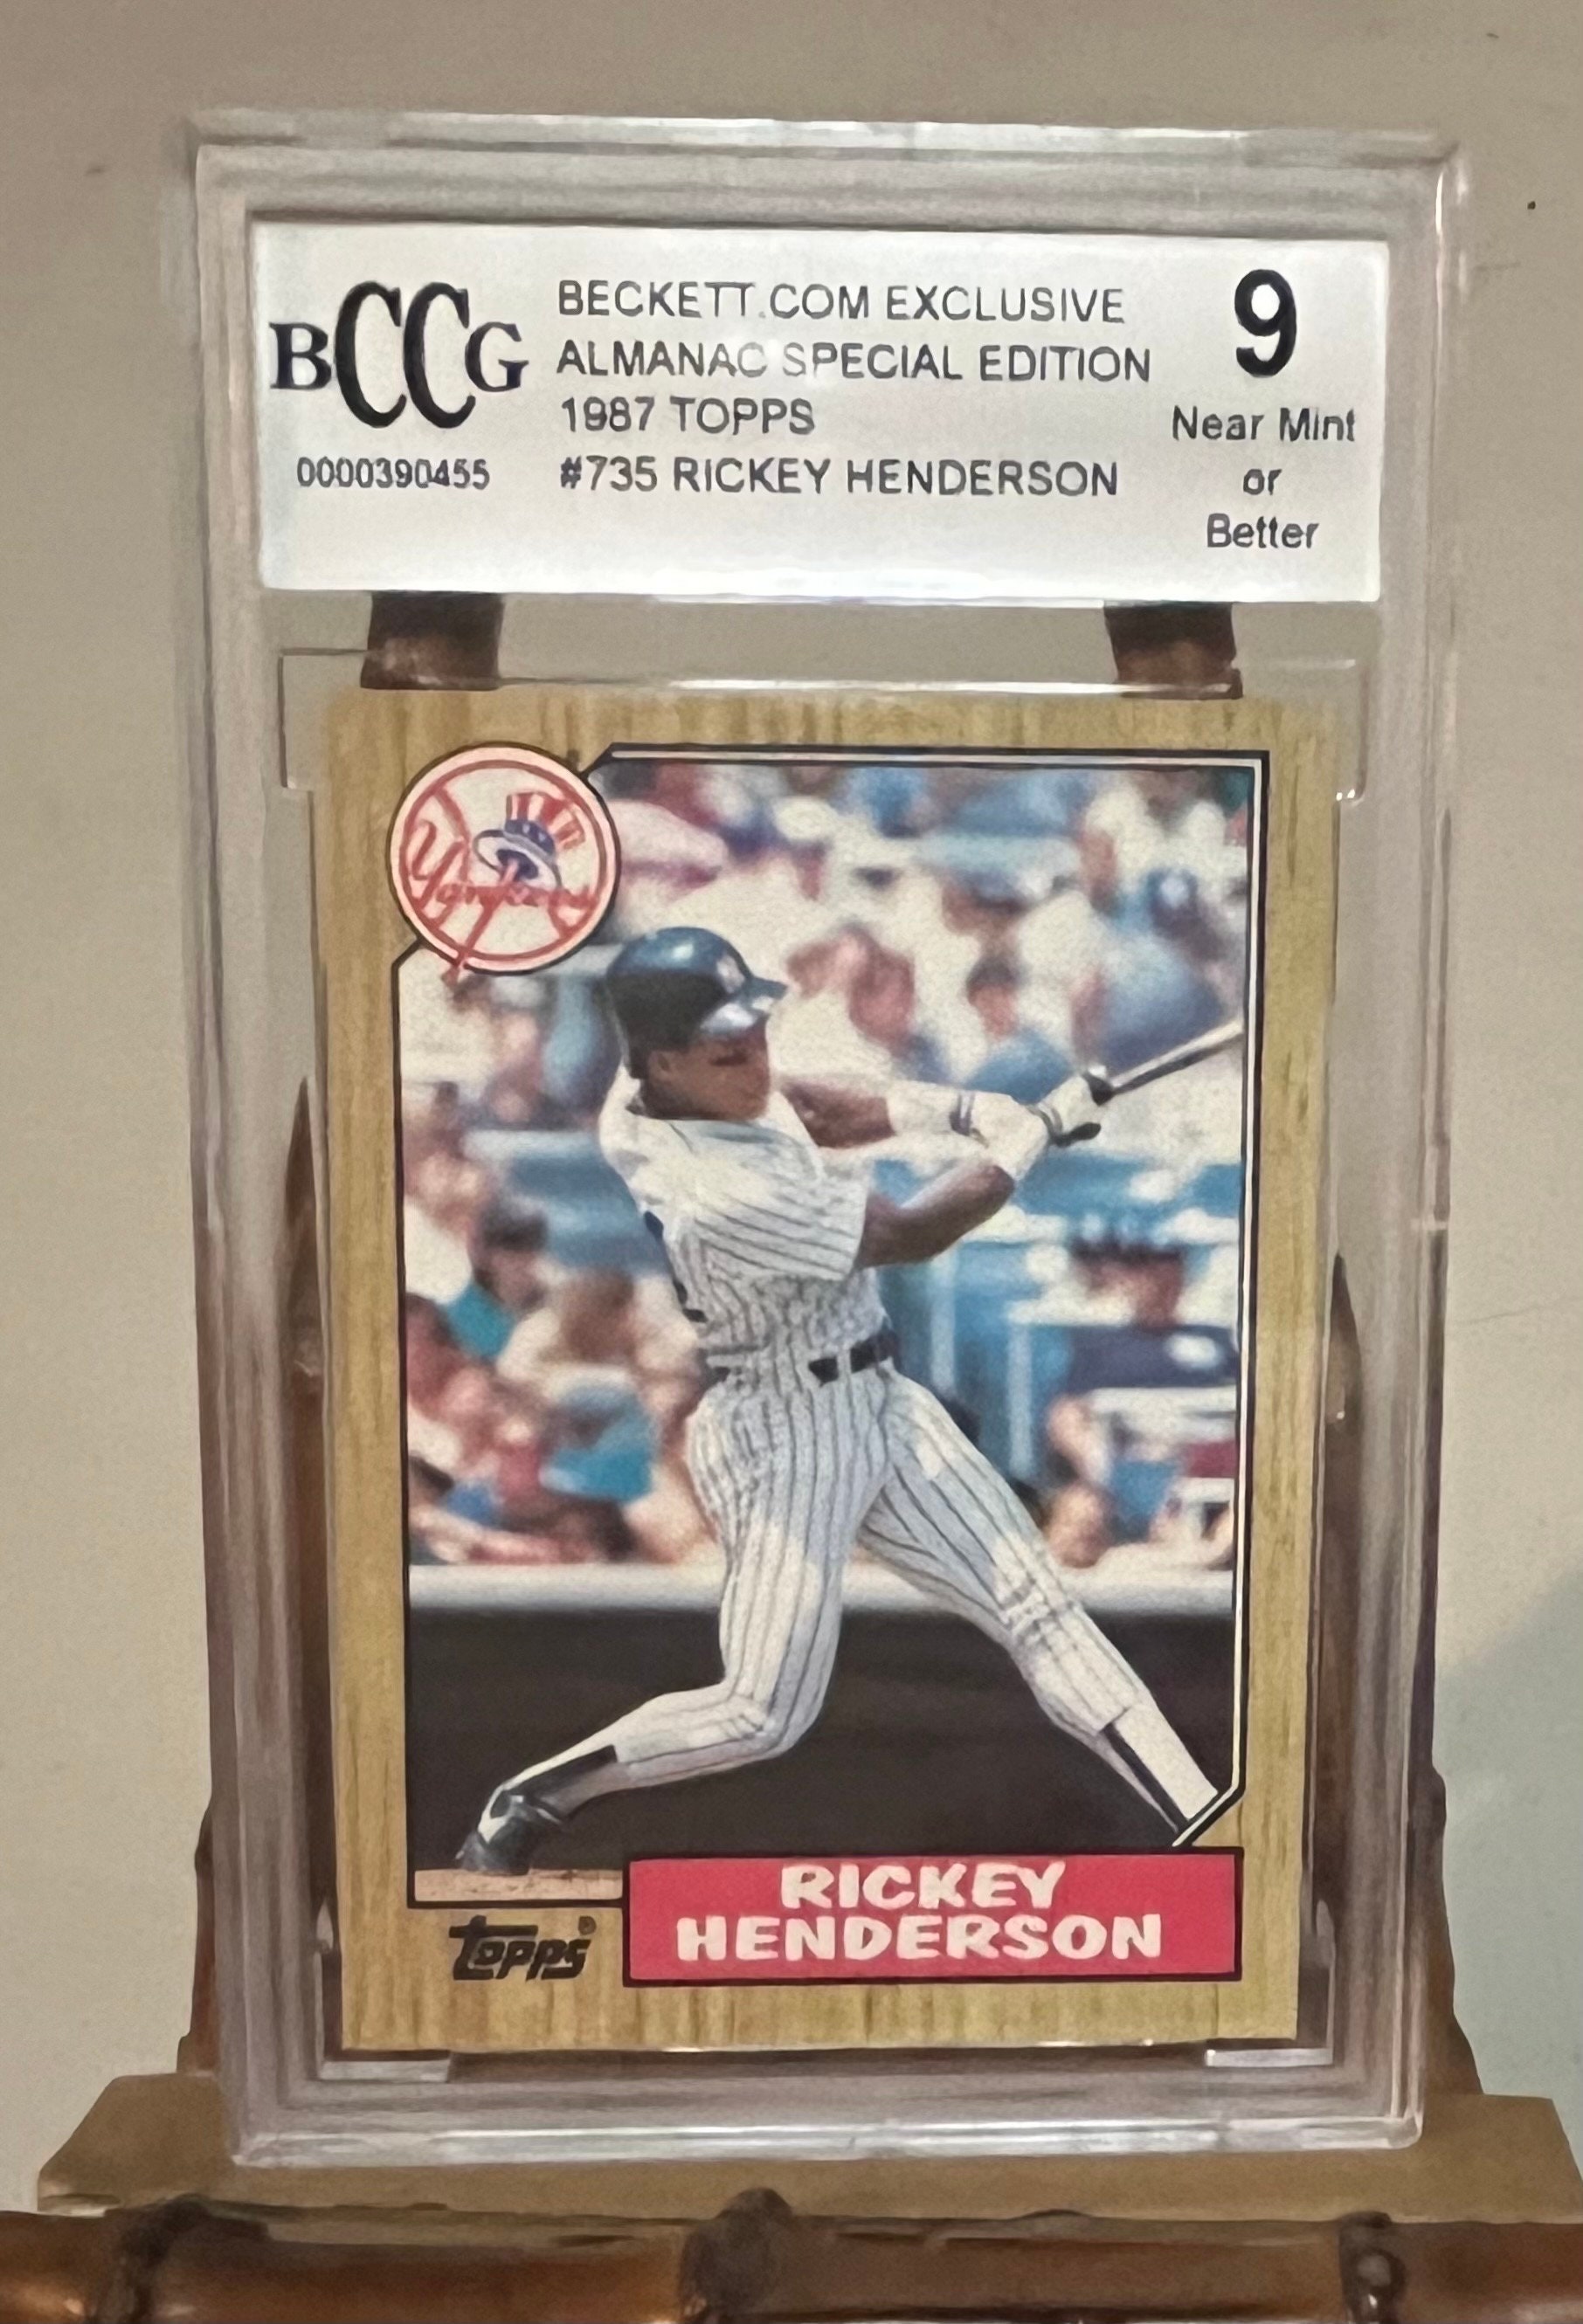 BCCG
0000390455
BECKETT.COM EXCLUSIVE
ALMANAC SPECIAL EDITION
1987 TOPPS
#735 RICKEY HENDERSON
9
Near Mint
or
Better
Yankees
RICKEY
HENDERSON
Topps®